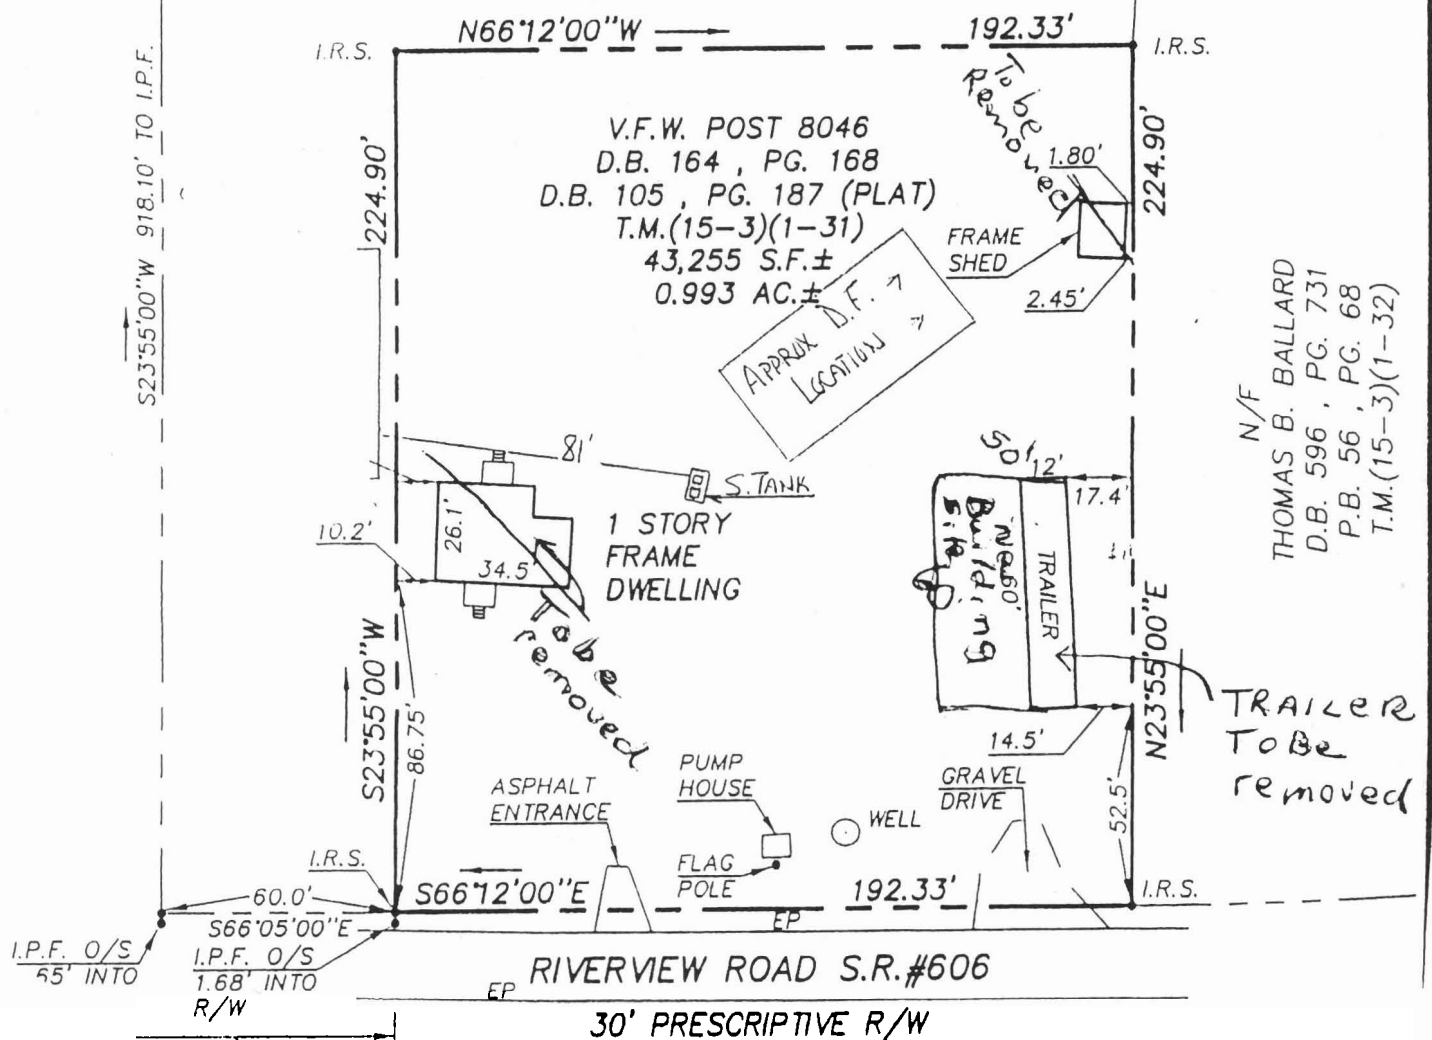 N66°12'00"W
192.33'
I.R.S.
I.R.S.
S23°55'00"W 918.10' TO I.P.F.
224.90'
224.90'
V.F.W. POST 8046
D.B. 164 , PG. 168
D.B. 105 , PG. 187 (PLAT)
T.M.(15-3)(1-31)
43,255 S.F.±
0.993 AC.±
To be
Removed
1.80'
FRAME
SHED
2.45'
APPROX D.F.
LOCATION
N/F
THOMAS B. BALLARD
D.B. 596 , PG. 731
P.B. 56 , PG. 68
T.M.(15-3)(1-32)
81'
S.TANK
10.2'
26.1'
34.5'
1 STORY
FRAME
DWELLING
To be
removed
50'
12'
17.4'
New
Building
site
60'
TRAILER
14.5'
N23°55'00"E
TRAILER
TO Be
removed
S23°55'00"W
86.75'
52.5'
ASPHALT
ENTRANCE
PUMP
HOUSE
GRAVEL
DRIVE
WELL
FLAG
POLE
I.R.S.
60.0'
S66°12'00"E
192.33'
I.R.S.
S66°05'00"E
EP
I.P.F. O/S
INTO
I.P.F. O/S
1.68' INTO
R/W
RIVERVIEW ROAD S.R.#606
EP
30' PRESCRIPTIVE R/W